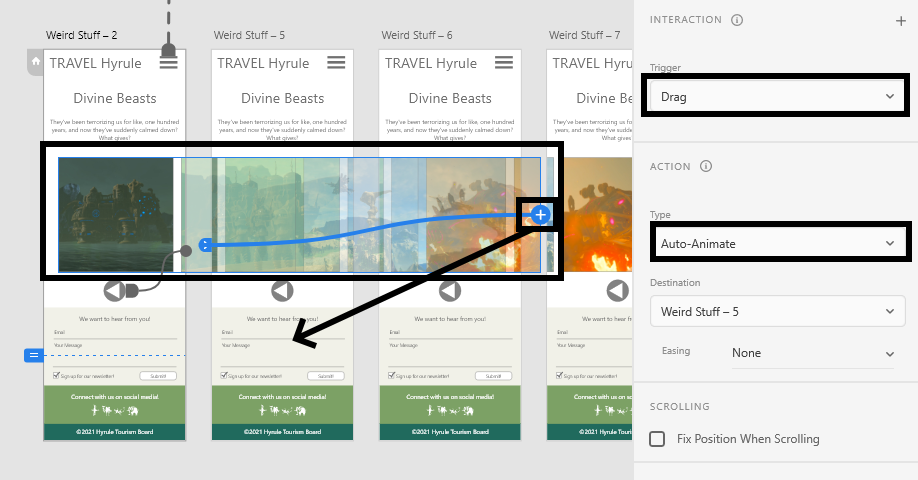 Weird Stuff – 2
Weird Stuff – 5
Weird Stuff – 6
Weird Stuff – 7
TRAVEL Hyrule
TRAVEL Hyrule
TRAVEL Hyrule
TRAVEL Hyru
Divine Beasts
Divine Beasts
Divine Beasts
Divine Beas
They've been terrorizing us for like, one hundred
years, and now they've suddenly calmed down?
What gives?
They've been terrorizing us for like, one hundred
years, and now they've suddenly calmed down?
What gives?
They've been terrorizing us for like, one hundred
years, and now they've suddenly calmed down?
What gives?
They've been terrorizing us for like
years, and now they've suddenly c
What gives?
We want to hear from you!
Email
Your Message
Sign up for our newsletter!
Submit!
Connect with us on social media!
©2021 Hyrule Tourism Board
We want to hear from you!
Email
Your Message
Sign up for our newsletter!
Submit!
Connect with us on social media!
©2021 Hyrule Tourism Board
We want to hear from you!
Email
Your Message
Sign up for our newsletter!
Submit!
Connect with us on social media!
©2021 Hyrule Tourism Board
We want to hear fro
Email
Your Message
Sign up for our newsletter!
Connect with us on soci
©2021 Hyrule Tourism
INTERACTION
Trigger
Drag
ACTION
Type
Auto-Animate
Destination
Weird Stuff – 5
Easing
None
SCROLLING
Fix Position When Scrolling